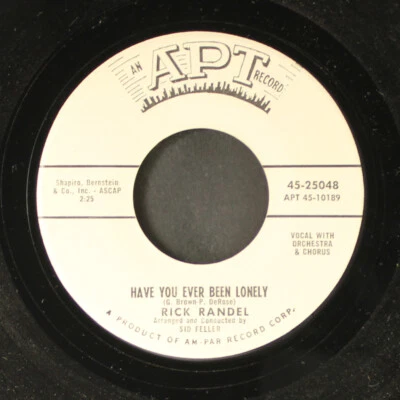 AN APT RECORD
Shapiro, Bernstein
& Co., Inc. - ASCAP
2:25
45-25048
APT 45-10189
VOCAL WITH
ORCHESTRA
& CHORUS
HAVE YOU EVER BEEN LONELY
(G. Brown-P. DeRose)
RICK RANDEL
Arranged and Conducted by
SID FELLER
A PRODUCT OF AM-PAR RECORD CORP.